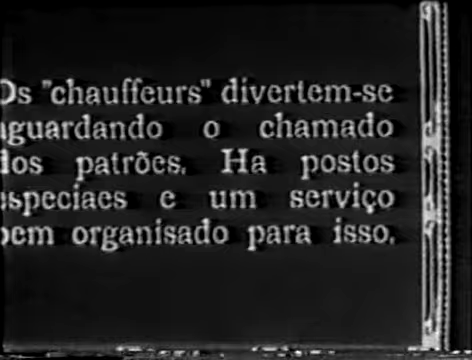 Os "chauffeurs" divertem-se
aguardando o chamado
dos patrões. Ha postos
especiaes e um serviço
bem organisado para isso.